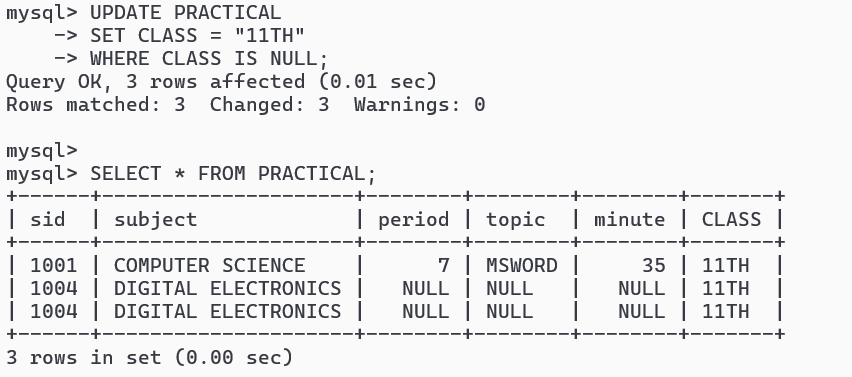 mysql> UPDATE PRACTICAL
    -> SET CLASS = "11TH"
    -> WHERE CLASS IS NULL;
Query OK, 3 rows affected (0.01 sec)
Rows matched: 3  Changed: 3  Warnings: 0

mysql>
mysql> SELECT * FROM PRACTICAL;
+------+---------------------+--------+--------+--------+-------+
| sid  | subject             | period | topic  | minute | CLASS |
+------+---------------------+--------+--------+--------+-------+
| 1001 | COMPUTER SCIENCE    |      7 | MSWORD |     35 | 11TH  |
| 1004 | DIGITAL ELECTRONICS |   NULL | NULL   |   NULL | 11TH  |
| 1004 | DIGITAL ELECTRONICS |   NULL | NULL   |   NULL | 11TH  |
+------+---------------------+--------+--------+--------+-------+
3 rows in set (0.00 sec)